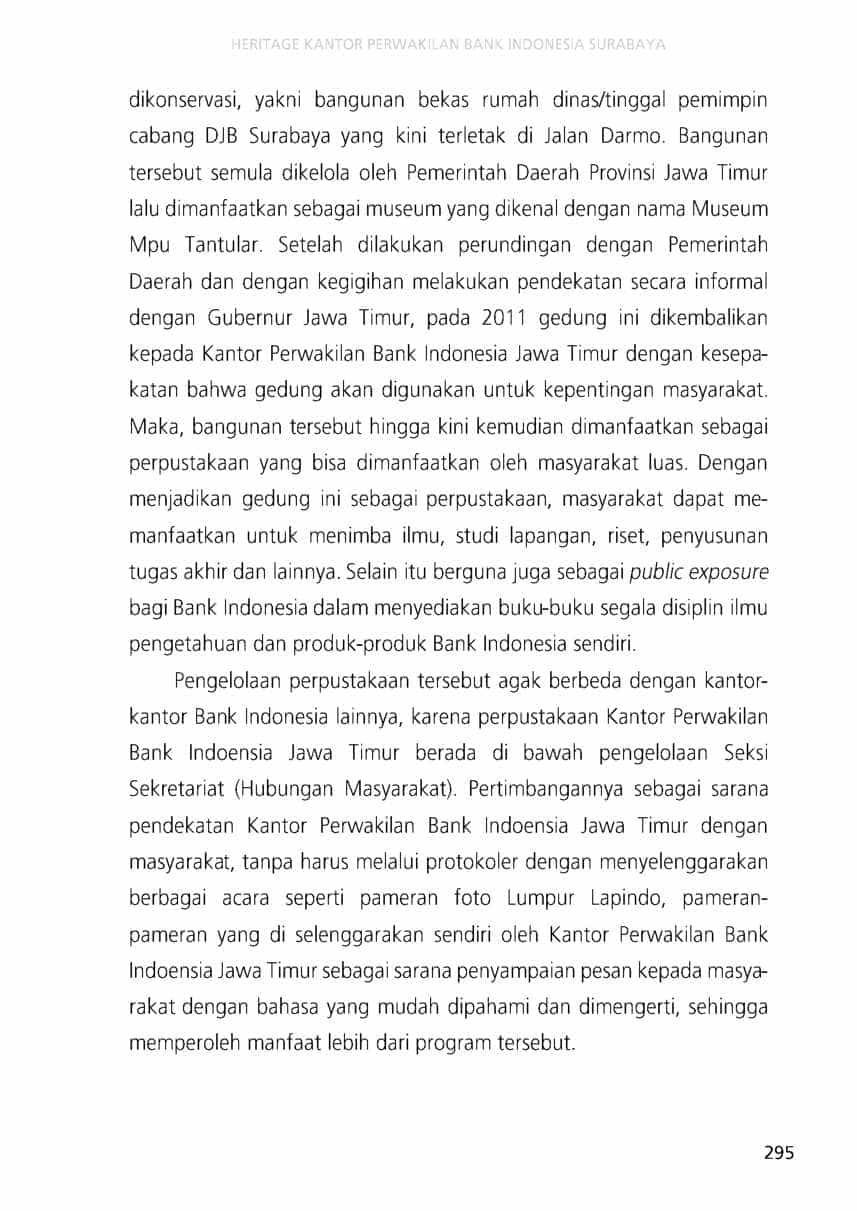 HERITAGE KANTOR PERWAKILAN BANK INDONESIA SURABAYA
dikonservasi, yakni bangunan bekas rumah dinas/tinggal pemimpin
cabang DJB Surabaya yang kini terletak di Jalan Darmo. Bangunan
tersebut semula dikelola oleh Pemerintah Daerah Provinsi Jawa Timur
lalu dimanfaatkan sebagai museum yang dikenal dengan nama Museum
Mpu Tantular. Setelah dilakukan perundingan dengan Pemerintah
Daerah dan dengan kegigihan melakukan pendekatan secara informal
dengan Gubernur Jawa Timur, pada 2011 gedung ini dikembalikan
kepada Kantor Perwakilan Bank Indonesia Jawa Timur dengan kesepa-
katan bahwa gedung akan digunakan untuk kepentingan masyarakat.
Maka, bangunan tersebut hingga kini kemudian dimanfaatkan sebagai
perpustakaan yang bisa dimanfaatkan oleh masyarakat luas. Dengan
menjadikan gedung ini sebagai perpustakaan, masyarakat dapat me-
manfaatkan untuk menimba ilmu, studi lapangan, riset, penyusunan
tugas akhir dan lainnya. Selain itu berguna juga sebagai public exposure
bagi Bank Indonesia dalam menyediakan buku-buku segala disiplin ilmu
pengetahuan dan produk-produk Bank Indonesia sendiri.
Pengelolaan perpustakaan tersebut agak berbeda dengan kantor-
kantor Bank Indonesia lainnya, karena perpustakaan Kantor Perwakilan
Bank Indoensia Jawa Timur berada di bawah pengelolaan Seksi
Sekretariat (Hubungan Masyarakat). Pertimbangannya sebagai sarana
pendekatan Kantor Perwakilan Bank Indoensia Jawa Timur dengan
masyarakat, tanpa harus melalui protokoler dengan menyelenggarakan
berbagai acara seperti pameran foto Lumpur Lapindo, pameran-
pameran yang di selenggarakan sendiri oleh Kantor Perwakilan Bank
Indoensia Jawa Timur sebagai sarana penyampaian pesan kepada masya-
rakat dengan bahasa yang mudah dipahami dan dimengerti, sehingga
memperoleh manfaat lebih dari program tersebut.
295